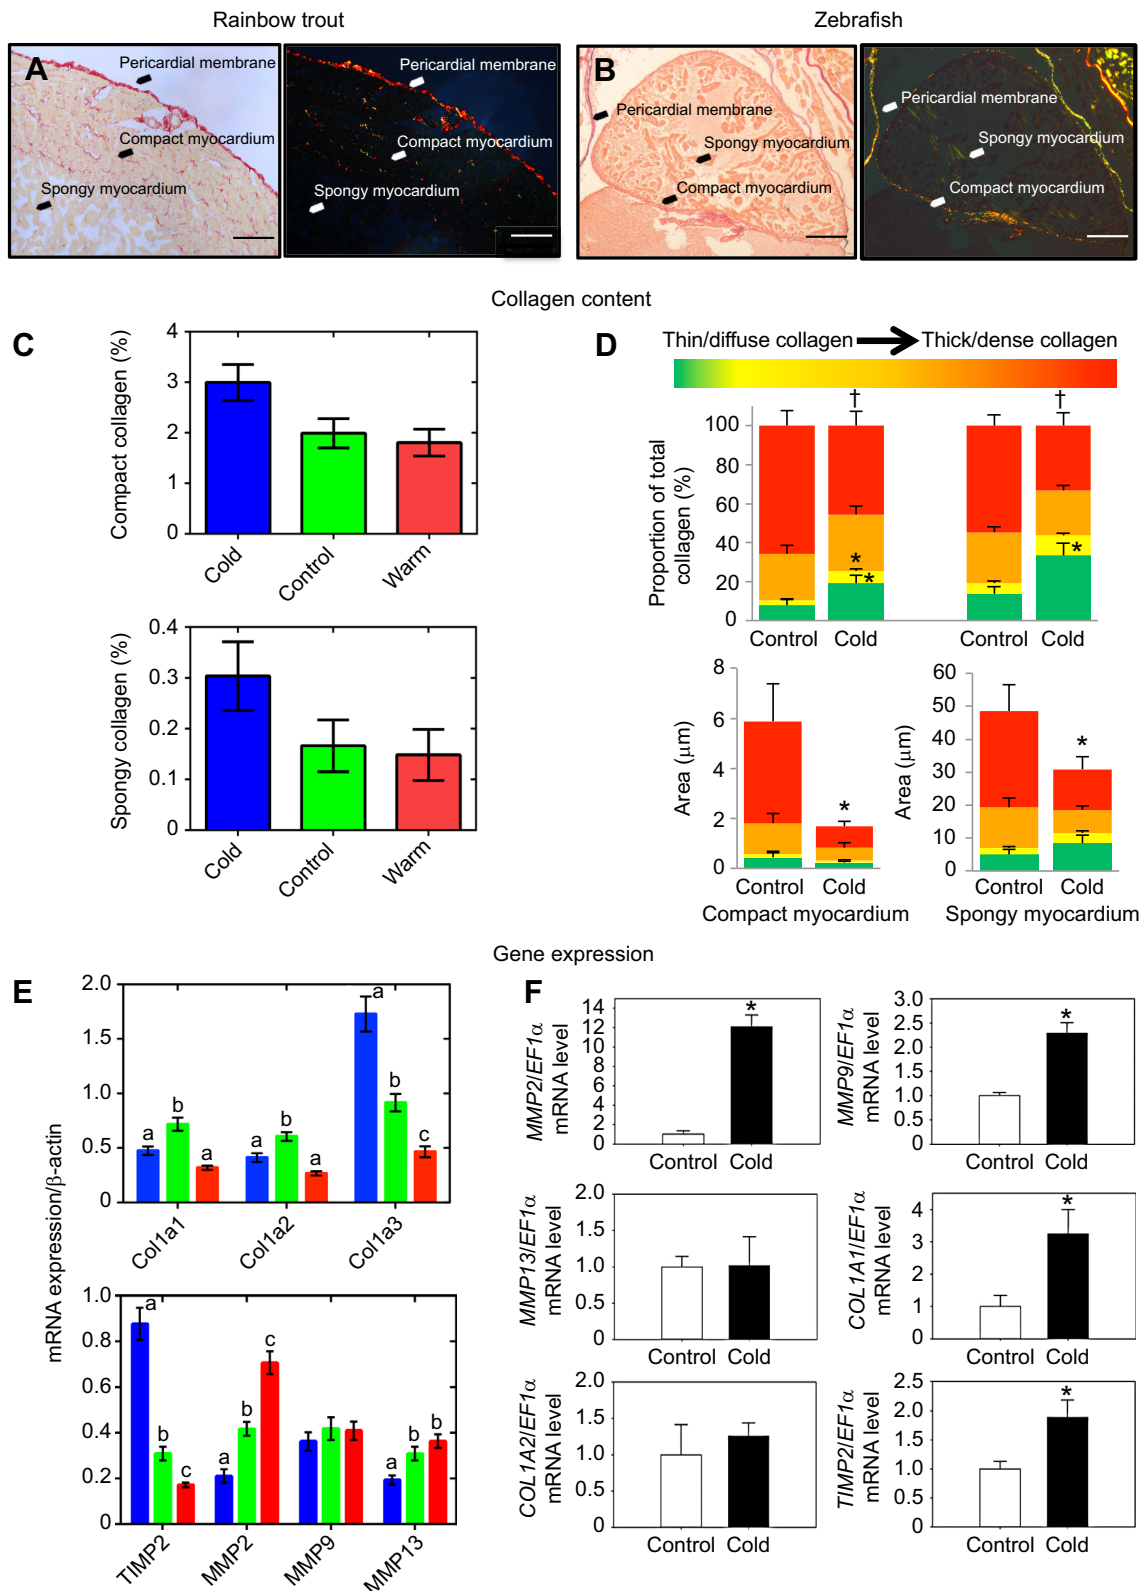 Rainbow trout
Zebrafish
A
Pericardial membrane
Compact myocardium
Spongy myocardium
Pericardial membrane
Compact myocardium
Spongy myocardium
B
Pericardial membrane
Spongy myocardium
Compact myocardium
Pericardial membrane
Spongy myocardium
Compact myocardium
Collagen content
C
Compact collagen (%)
4
3
2
1
0
Cold
Control
Warm
Spongy collagen (%)
0.4
0.3
0.2
0.1
0
Cold
Control
Warm
D
Thin/diffuse collagen
Thick/dense collagen
Proportion of total
collagen (%)
100
80
60
40
20
0
†
*
*
†
*
Control
Cold
Control
Cold
Area (μm)
8
6
4
2
0
*
Control
Cold
Compact myocardium
Area (μm)
60
50
40
30
20
10
0
*
Control
Cold
Spongy myocardium
Gene expression
E
mRNA expression/β-actin
2.0
1.5
1.0
0.5
0
a
b
a
b
a
a
b
c
Col1a1
Col1a2
Col1a3
1.0
0.8
0.6
0.4
0.2
0
a
b
c
a
b
c
a
b
b
TIMP2
MMP2
MMP9
MMP13
F
MMP2/EF1α
mRNA level
14
12
10
8
6
4
2
0
*
Control
Cold
MMP9/EF1α
mRNA level
3.0
2.5
2.0
1.5
1.0
0.5
0
*
Control
Cold
MMP13/EF1α
mRNA level
2.0
1.5
1.0
0.5
0
Control
Cold
COL1A1/EF1α
mRNA level
4
3
2
1
0
*
Control
Cold
COL1A2/EF1α
mRNA level
2.0
1.5
1.0
0.5
0
Control
Cold
TIMP2/EF1α
mRNA level
2.5
2.0
1.5
1.0
0.5
0
*
Control
Cold